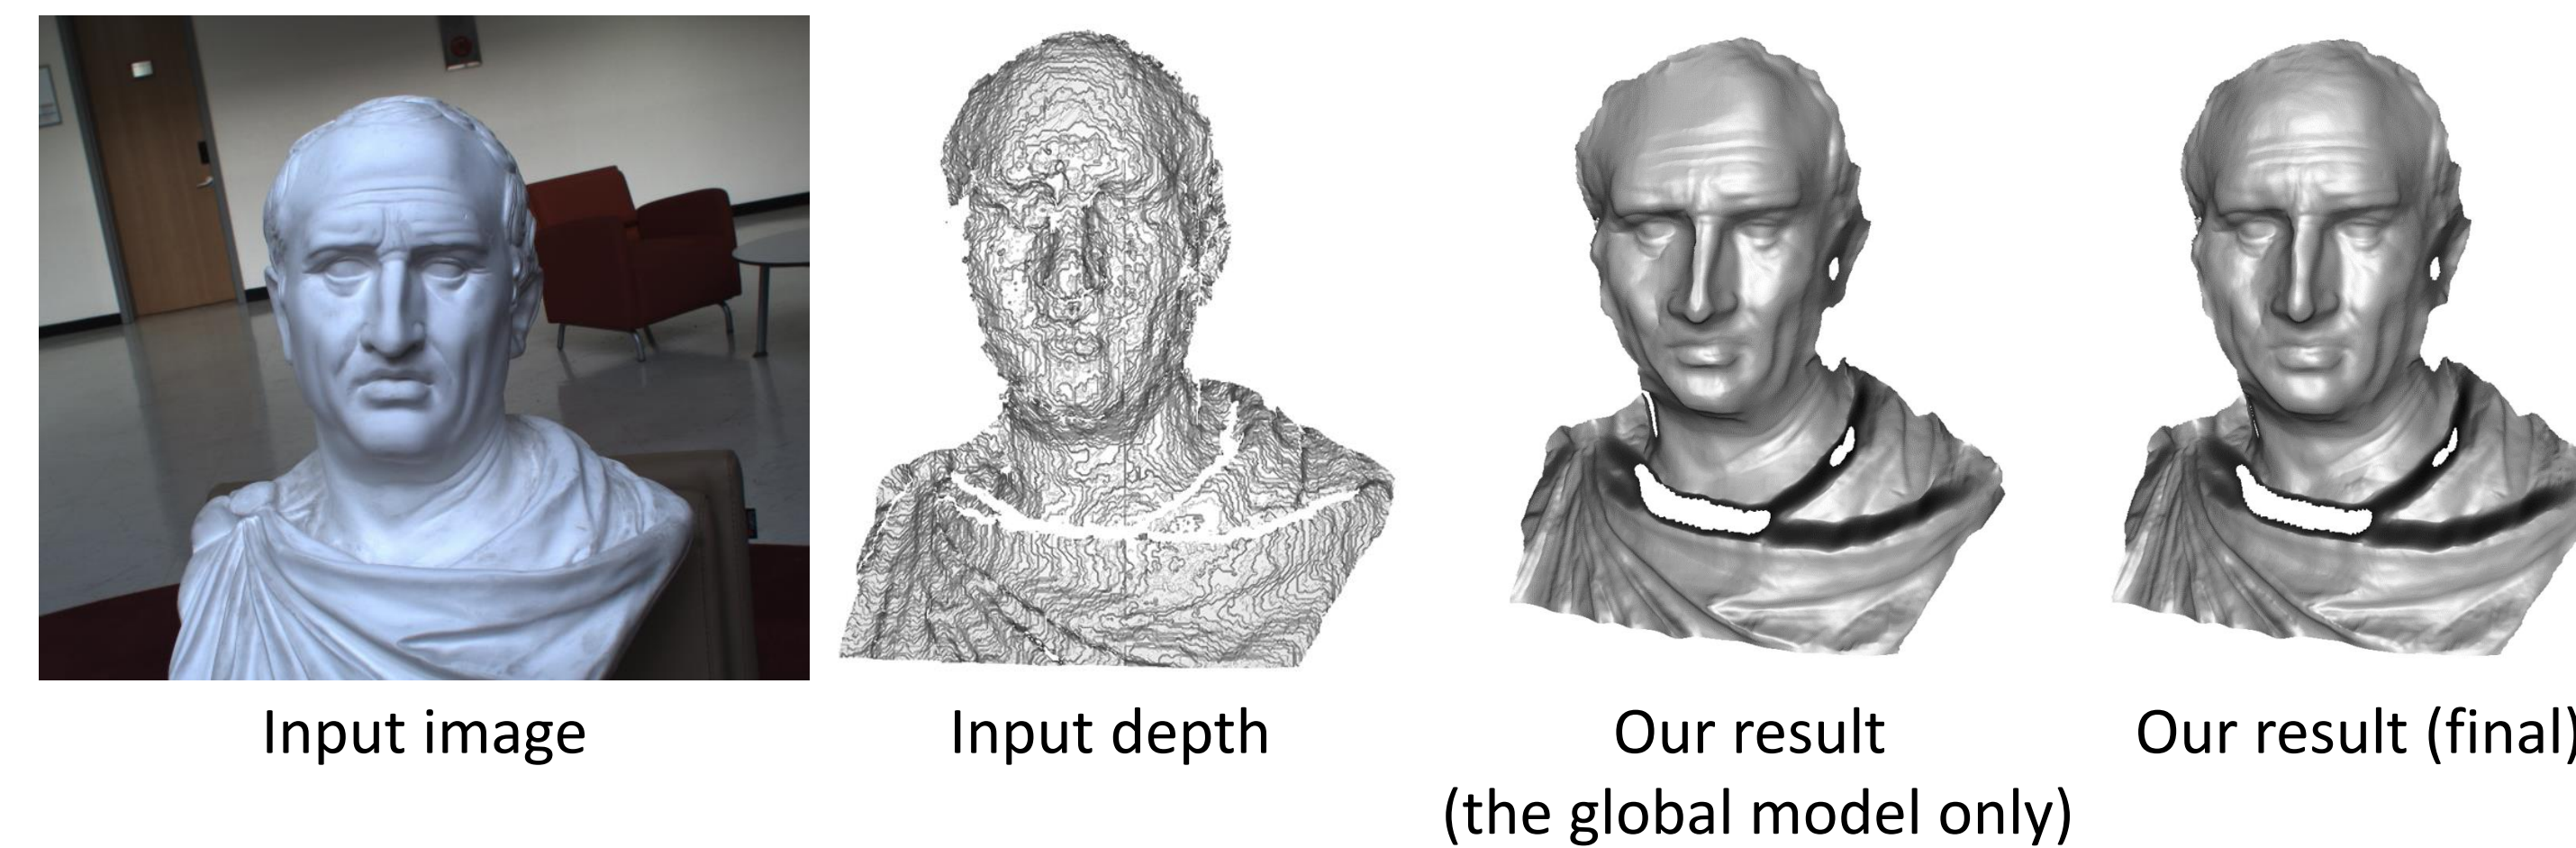 Input image
Input depth
Our result
(the global model only)
Our result (final)